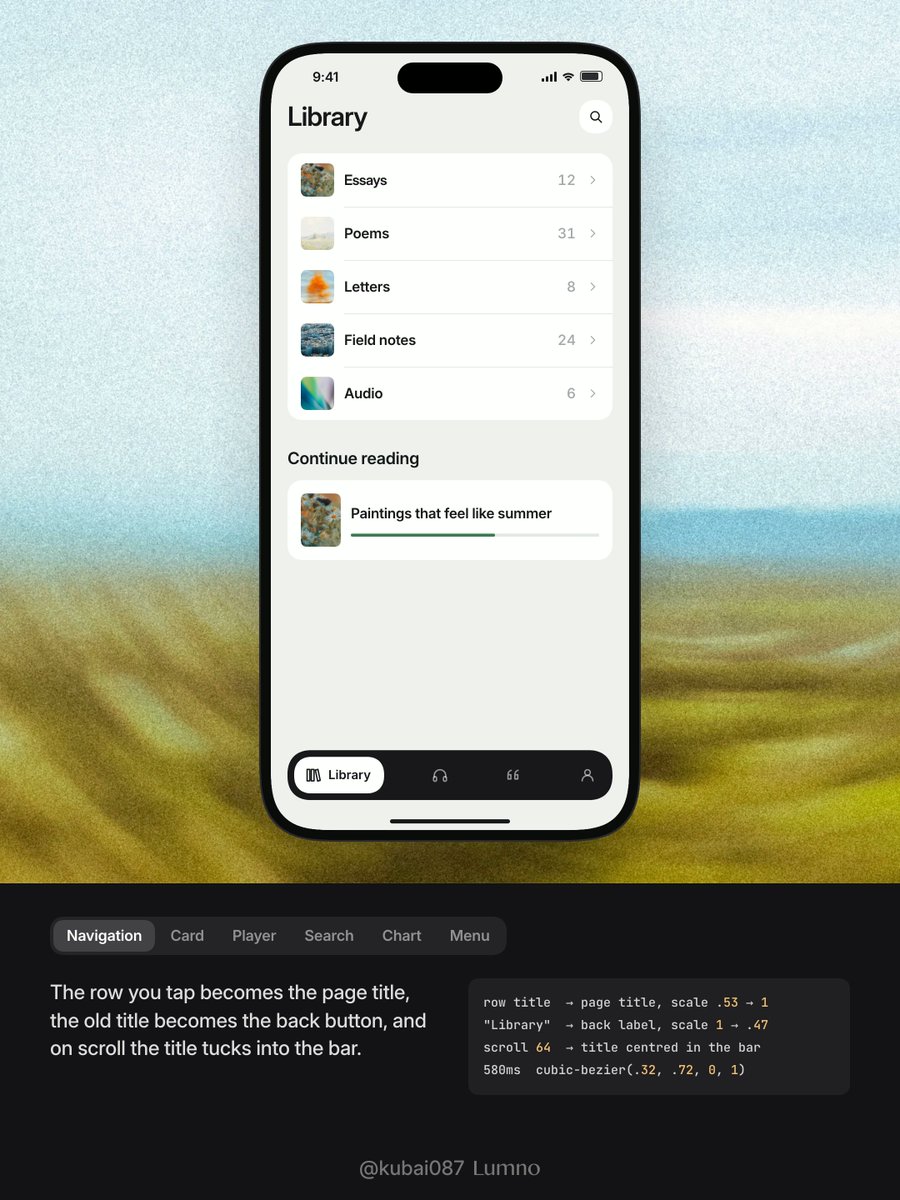 9:41
Library
Essays 12
Poems 31
Letters 8
Field notes 24
Audio 6
Continue reading
Paintings that feel like summer
Library
Navigation Card Player Search Chart Menu
The row you tap becomes the page title,
the old title becomes the back button, and
on scroll the title tucks into the bar.
row title → page title, scale .53 → 1
"Library" → back label, scale 1 → .47
scroll 64 → title centred in the bar
580ms cubic-bezier(.32, .72, 0, 1)
@kubai087 Lumno